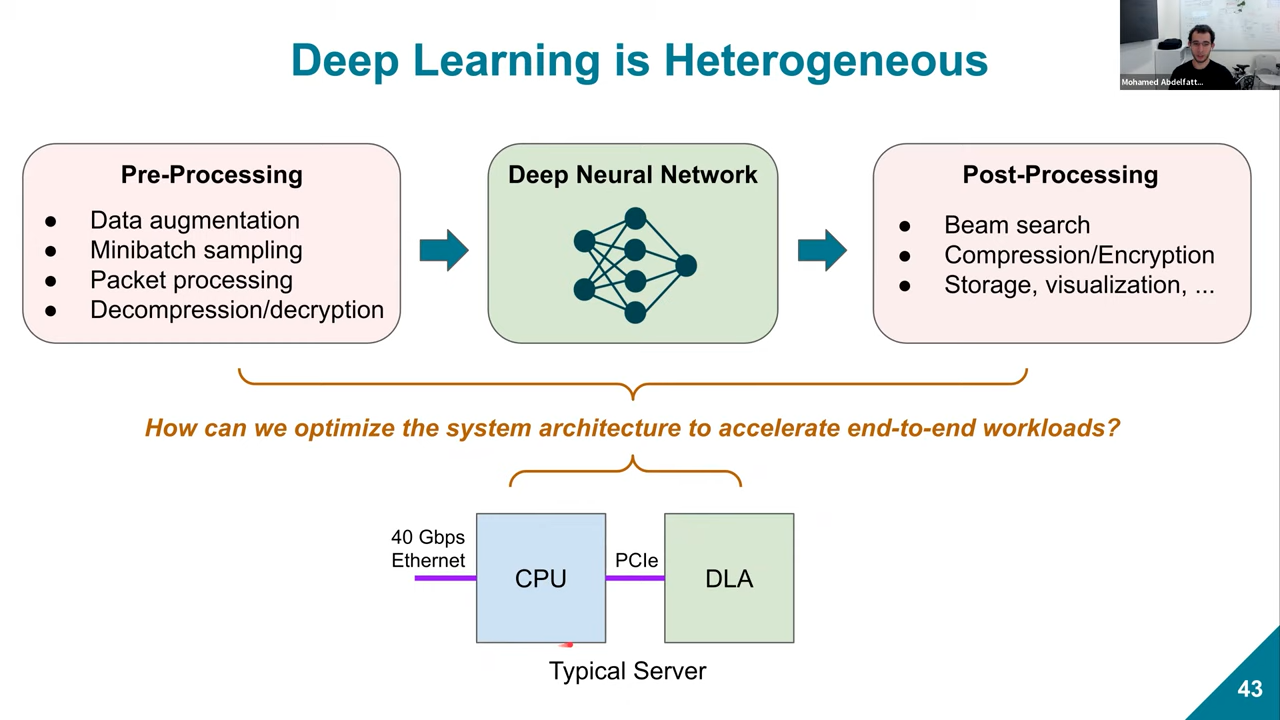 Deep Learning is Heterogeneous
Mohamed Abdelfatt...
Pre-Processing
● Data augmentation
● Minibatch sampling
● Packet processing
● Decompression/decryption
Deep Neural Network
Post-Processing
● Beam search
● Compression/Encryption
● Storage, visualization, ...
How can we optimize the system architecture to accelerate end-to-end workloads?
40 Gbps
Ethernet
CPU
PCIe
DLA
Typical Server
43